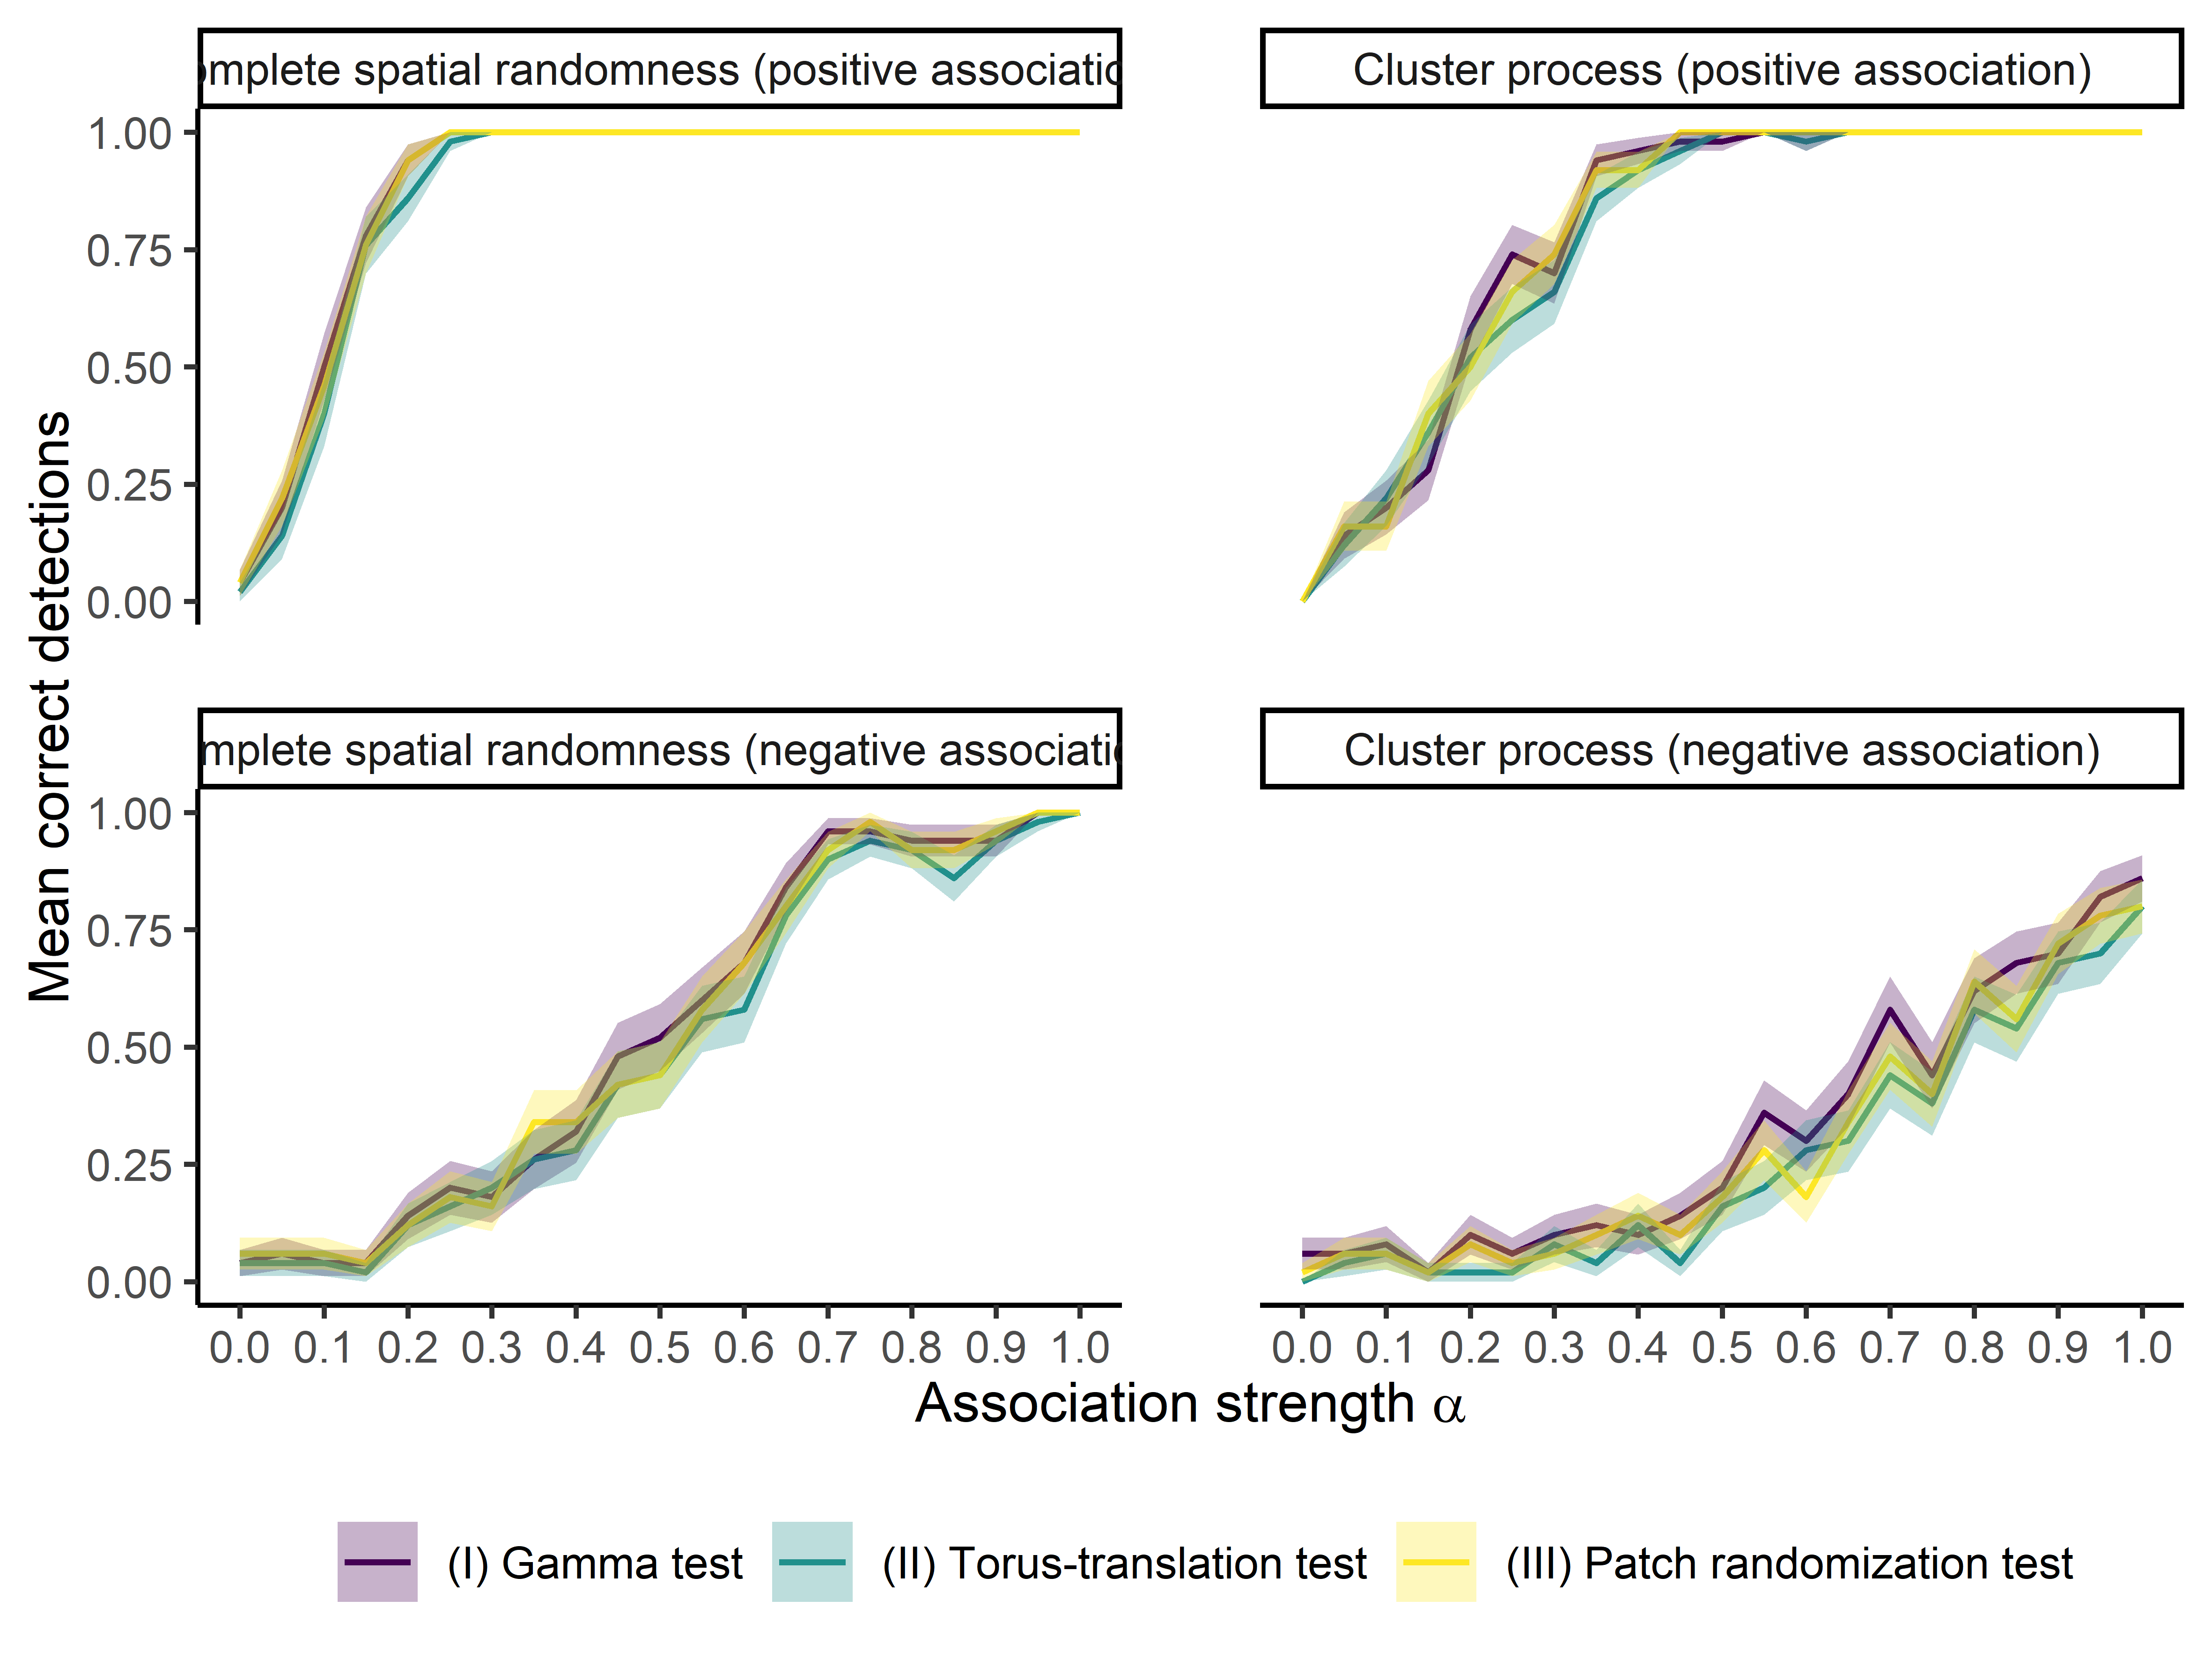 omplete spatial randomness (positive associatio
Cluster process (positive association)
1.00
0.75
0.50
0.25
0.00
mplete spatial randomness (negative associatio
Cluster process (negative association)
1.00
0.75
0.50
0.25
0.00
Mean correct detections
0.0 0.1 0.2 0.3 0.4 0.5 0.6 0.7 0.8 0.9 1.0
0.0 0.1 0.2 0.3 0.4 0.5 0.6 0.7 0.8 0.9 1.0
Association strength α
(I) Gamma test (II) Torus-translation test (III) Patch randomization test